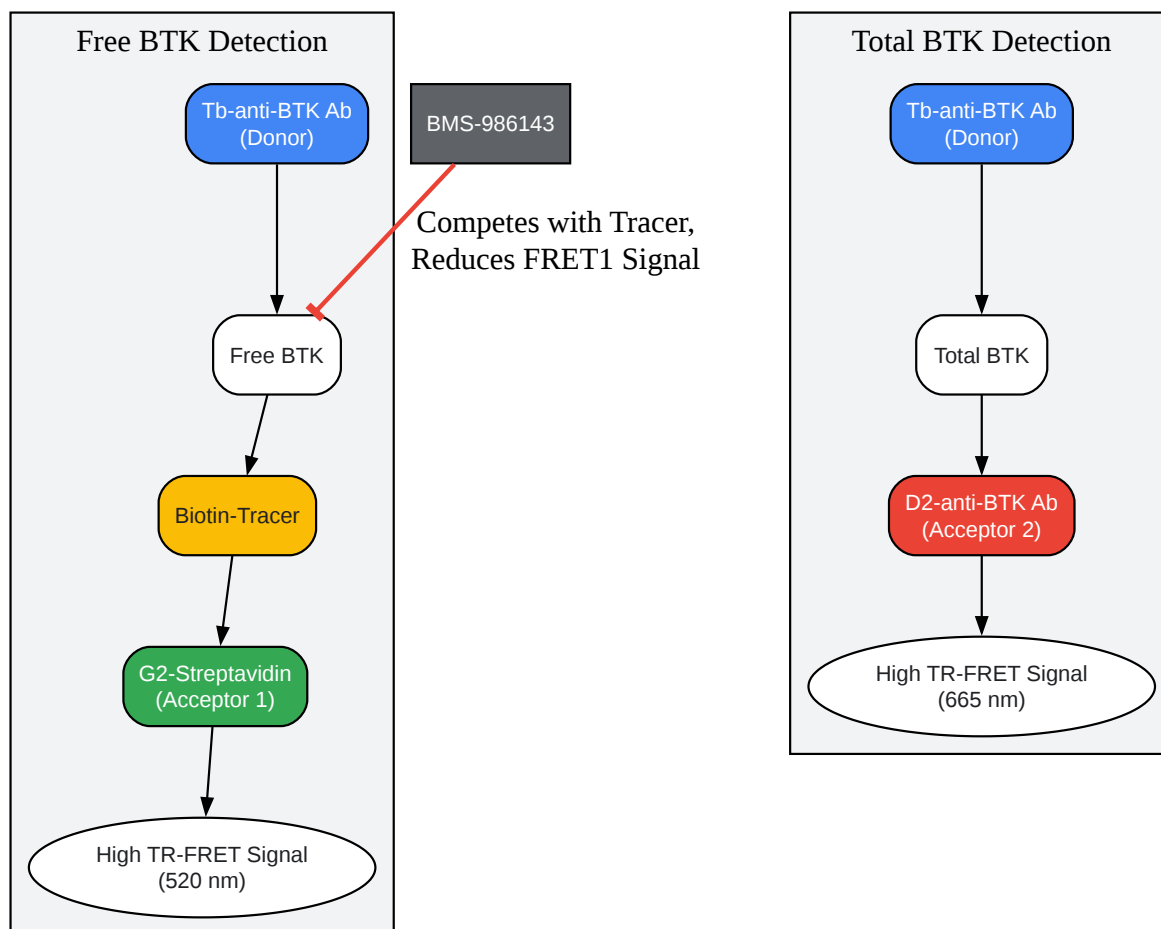 Free BTK Detection
Tb-anti-BTK Ab
(Donor)
BMS-986143
Competes with Tracer,
Reduces FRET1 Signal
Free BTK
Biotin-Tracer
G2-Streptavidin
(Acceptor 1)
High TR-FRET Signal
(520 nm)
Total BTK Detection
Tb-anti-BTK Ab
(Donor)
Total BTK
D2-anti-BTK Ab
(Acceptor 2)
High TR-FRET Signal
(665 nm)